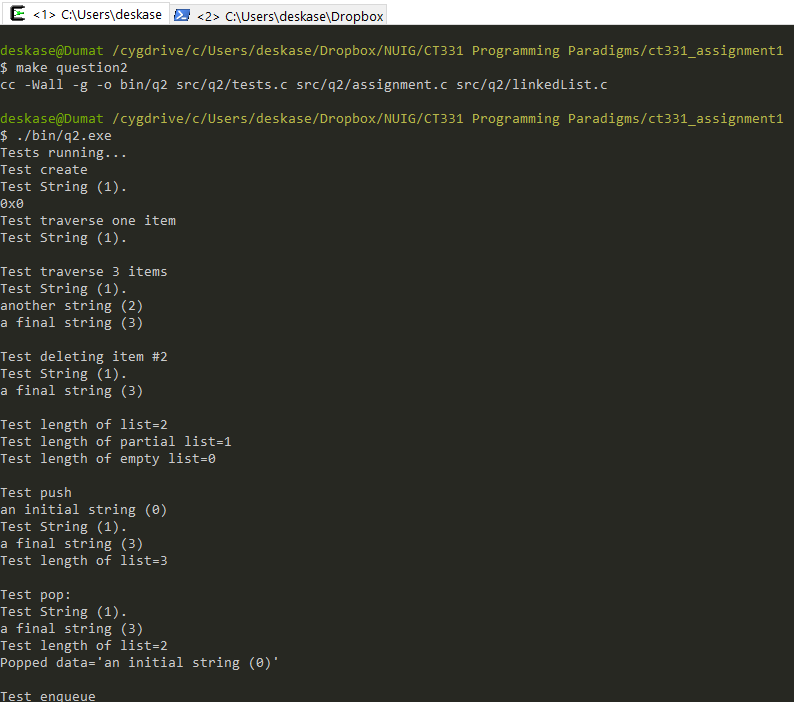 <1> C:\Users\deskase
<2> C:\Users\deskase\Dropbox
deskase@Dumat /cygdrive/c/Users/deskase/Dropbox/NUIG/CT331 Programming Paradigms/ct331_assignment1
$ make question2
cc -Wall -g -o bin/q2 src/q2/tests.c src/q2/assignment.c src/q2/linkedList.c
deskase@Dumat /cygdrive/c/Users/deskase/Dropbox/NUIG/CT331 Programming Paradigms/ct331_assignment1
$ ./bin/q2.exe
Tests running...
Test create
Test String (1).
0x0
Test traverse one item
Test String (1).
Test traverse 3 items
Test String (1).
another string (2)
a final string (3)
Test deleting item #2
Test String (1).
a final string (3)
Test length of list=2
Test length of partial list=1
Test length of empty list=0
Test push
an initial string (0)
Test String (1).
a final string (3)
Test length of list=3
Test pop:
Test String (1).
a final string (3)
Test length of list=2
Popped data='an initial string (0)'
Test enqueue